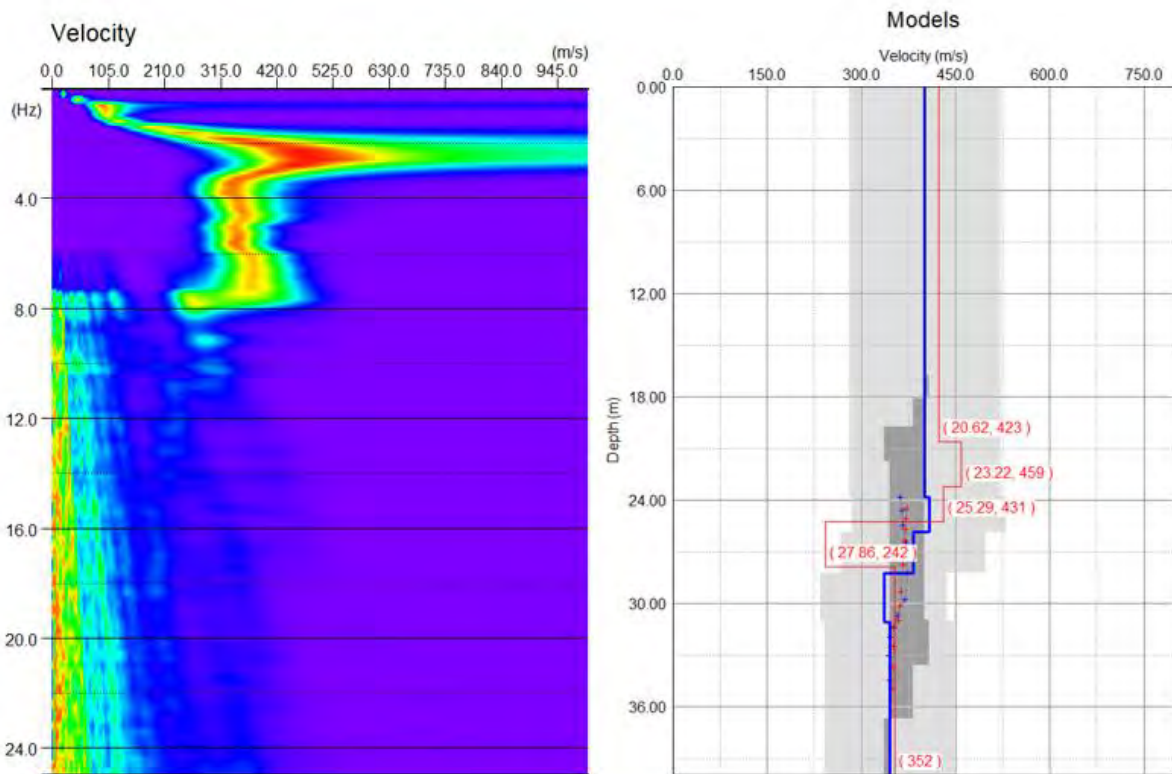 Velocity
(m/s)
0.0 105.0 210.0 315.0 420.0 525.0 630.0 735.0 840.0 945.0
(Hz)
4.0
8.0
12.0
16.0
20.0
24.0
Models
Velocity (m/s)
0.0 150.0 300.0 450.0 600.0 750.0
0.00
6.00
12.00
18.00
24.00
30.00
36.00
Depth (m)
( 20.62, 423 )
( 23.22, 459 )
( 25.29, 431 )
( 27.86, 242 )
( 352 )